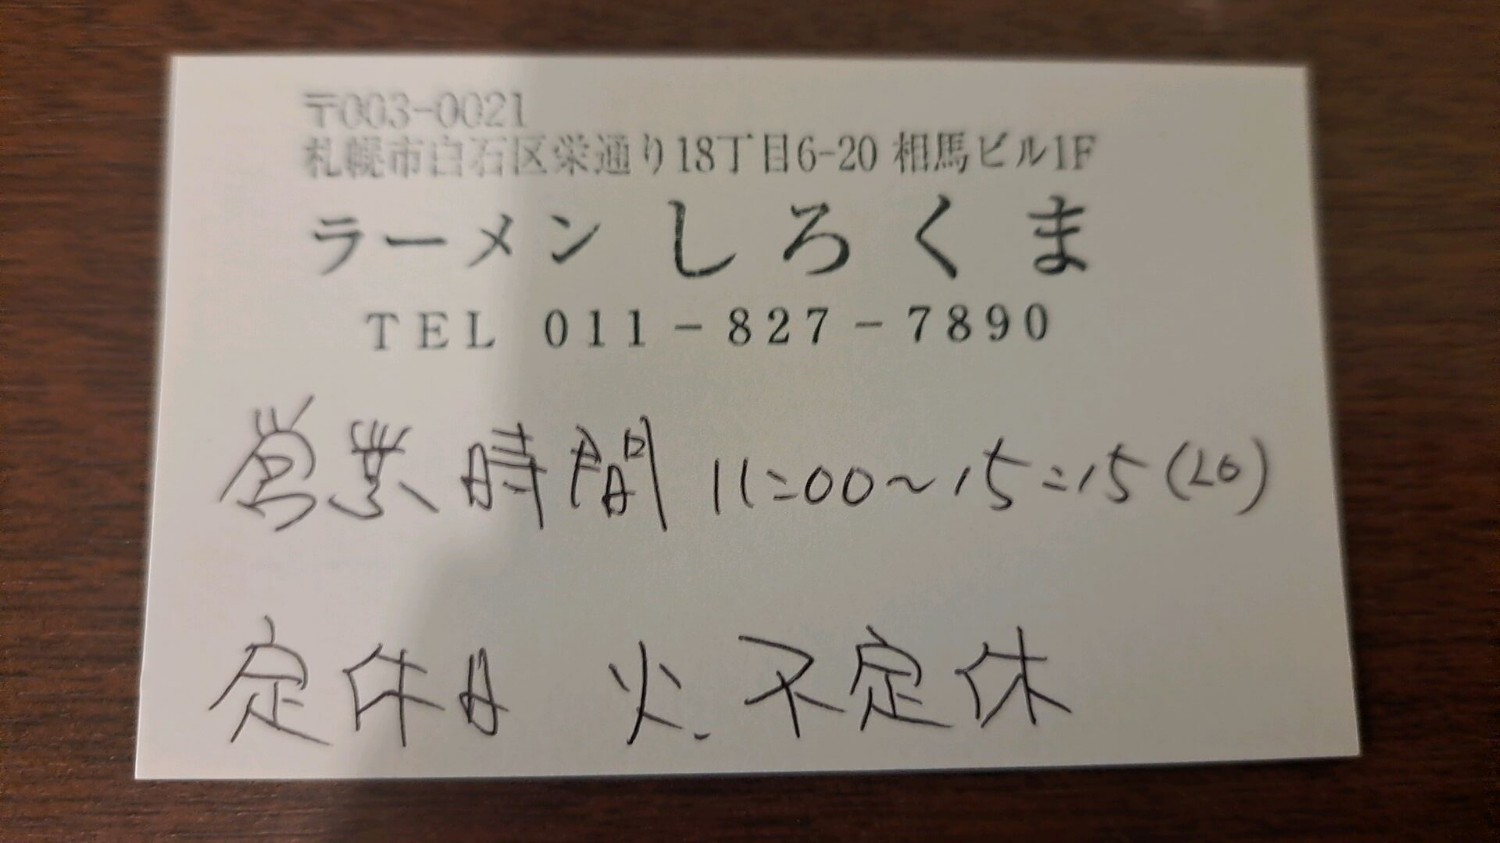 〒003-0021
札幌市白石区栄通り18丁目6-20 相馬ビル1F
ラーメン しろくま
TEL 011-827-7890
営業時間 11:00~15:15(LO)
定休日 火、不定休